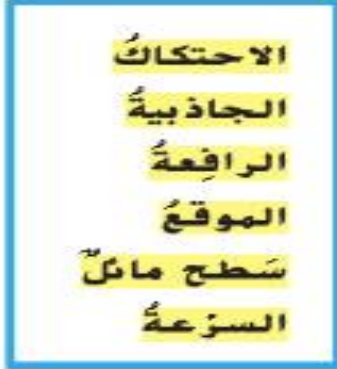 الاحتكاكُ
الجاذبيةُ
الرافِعةُ
الموقعُ
سَطح مائلٌ
السرْعةُ